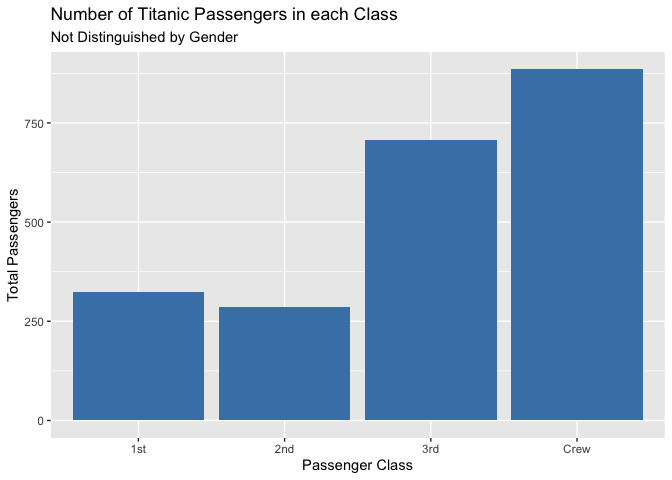 Number of Titanic Passengers in each Class
Not Distinguished by Gender
Total Passengers
750
500
250
0
1st
2nd
3rd
Crew
Passenger Class